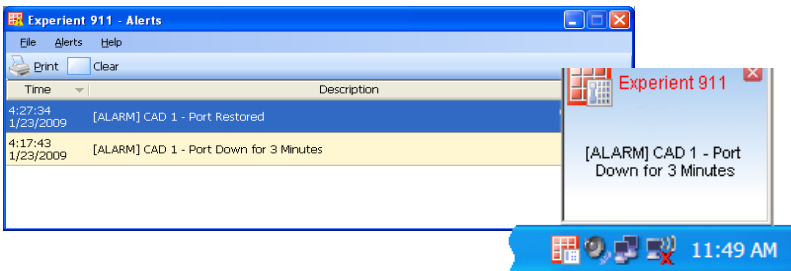 Experient 911 - Alerts
File Alerts Help
Print Clear
Time Description
4:27:34
1/23/2009
[ALARM] CAD 1 - Port Restored
4:17:43
1/23/2009
[ALARM] CAD 1 - Port Down for 3 Minutes
Experient 911
[ALARM] CAD 1 - Port
Down for 3 Minutes
11:49 AM